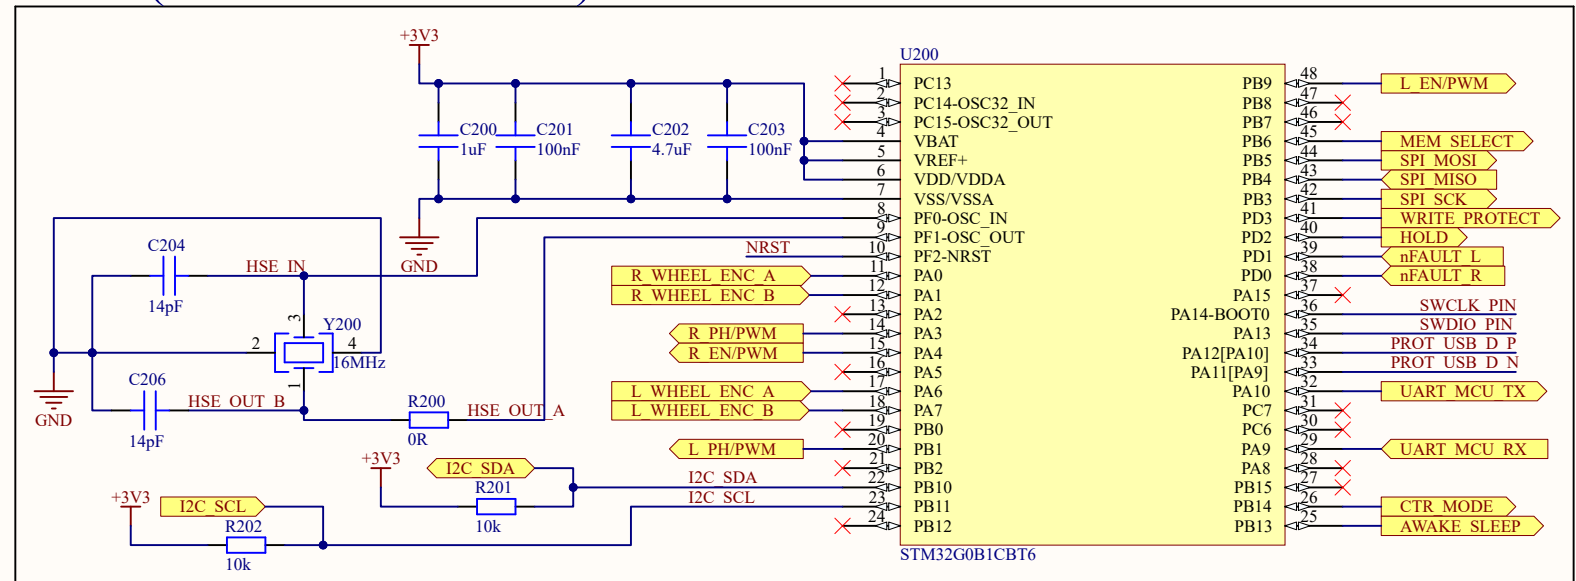 +3V3
C200
1uF
C201
100nF
C202
4.7uF
C203
100nF
GND
C204
14pF
HSE_IN
3
Y200
2
4
16MHz
1
GND
C206
14pF
HSE_OUT_B
R200
0R
HSE_OUT_A
+3V3
I2C_SDA
R201
10k
I2C_SDA
I2C_SCL
+3V3
I2C_SCL
R202
10k
NRST
R_WHEEL_ENC_A
R_WHEEL_ENC_B
R_PH/PWM
R_EN/PWM
L_WHEEL_ENC_A
L_WHEEL_ENC_B
L_PH/PWM
U200
1 PC13
2 PC14-OSC32_IN
3 PC15-OSC32_OUT
4 VBAT
5 VREF+
6 VDD/VDDA
7 VSS/VSSA
8 PF0-OSC_IN
9 PF1-OSC_OUT
10 PF2-NRST
11 PA0
12 PA1
13 PA2
14 PA3
15 PA4
16 PA5
17 PA6
18 PA7
19 PB0
20 PB1
21 PB2
22 PB10
23 PB11
24 PB12
PB9 48 L_EN/PWM
PB8 47
PB7 46
PB6 45 MEM_SELECT
PB5 44 SPI_MOSI
PB4 43 SPI_MISO
PB3 42 SPI_SCK
PD3 41 WRITE_PROTECT
PD2 40 HOLD
PD1 39 nFAULT_L
PD0 38 nFAULT_R
PA15 37
PA14-BOOT0 36 SWCLK_PIN
PA13 35 SWDIO_PIN
PA12[PA10] 34 PROT_USB_D_P
PA11[PA9] 33 PROT_USB_D_N
PA10 32 UART_MCU_TX
PC7 31
PC6 30
PA9 29 UART_MCU_RX
PA8 28
PB15 27
PB14 26 CTR_MODE
PB13 25 AWAKE_SLEEP
STM32G0B1CBT6